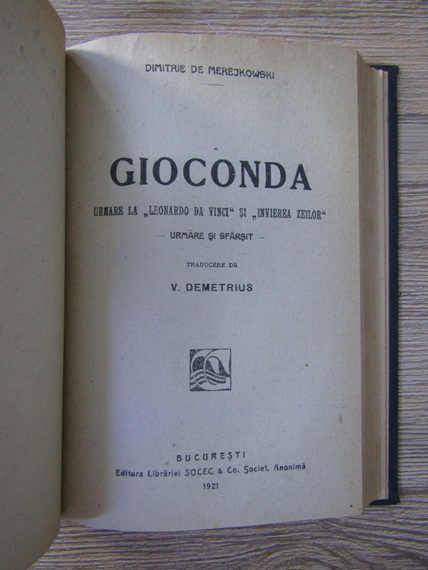 DIMITRIE DE MEREJKOWSKI
GIOCONDA
URMARE LA „LEONARDO DA VINCI“ ȘI „INVIEREA ZEILOR“
— URMARE ȘI SFÂRȘIT —
TRADUCERE DE
V. DEMETRIUS
BUCUREȘTI
Editura Librăriei SOCEC & Co. Societ. Anonimă
1921